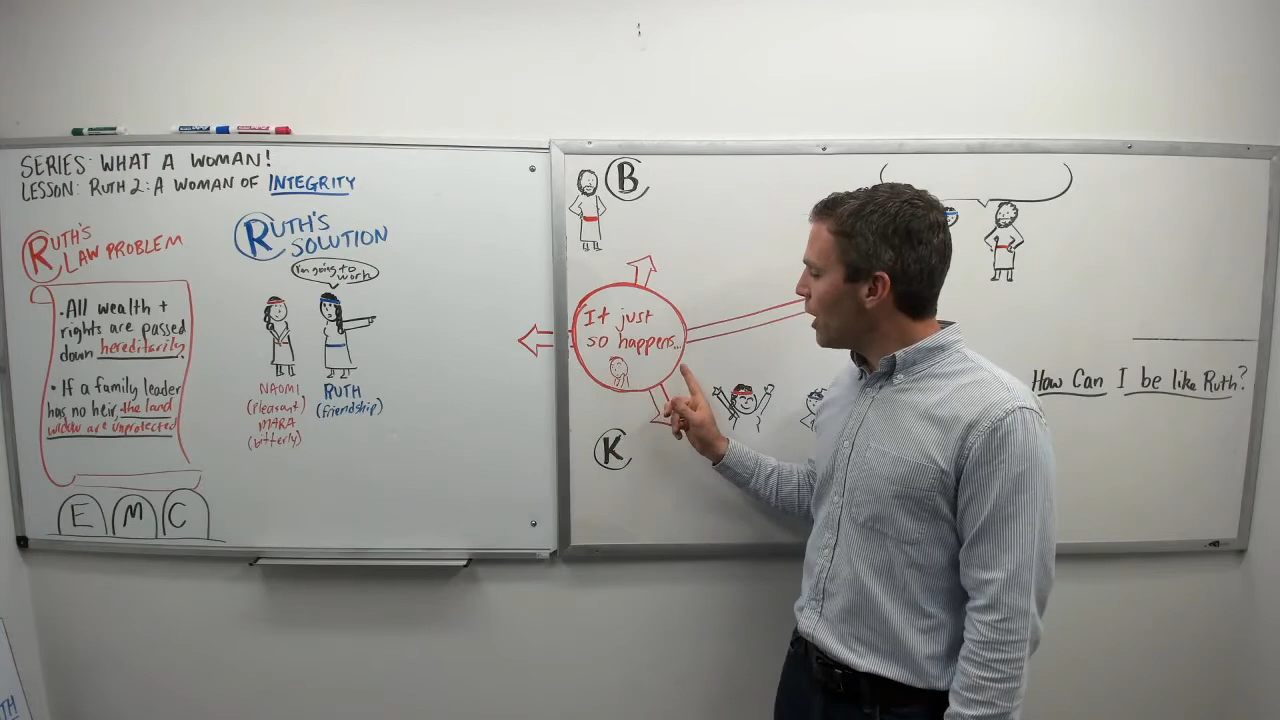 SERIES: WHAT A WOMAN!
LESSON: RUTH 2: A WOMAN OF INTEGRITY
RUTH'S
LAW PROBLEM
• All wealth +
rights are passed
down hereditarily.
• If a family leader
has no heir, the land
widow are unprotected
E M C
RUTH'S
SOLUTION
I'm going to
work
NAOMI
(pleasant)
MARA
(bitterly)
RUTH
(friendship)
B
It just
so happens...
K
How Can I be like Ruth?
TH